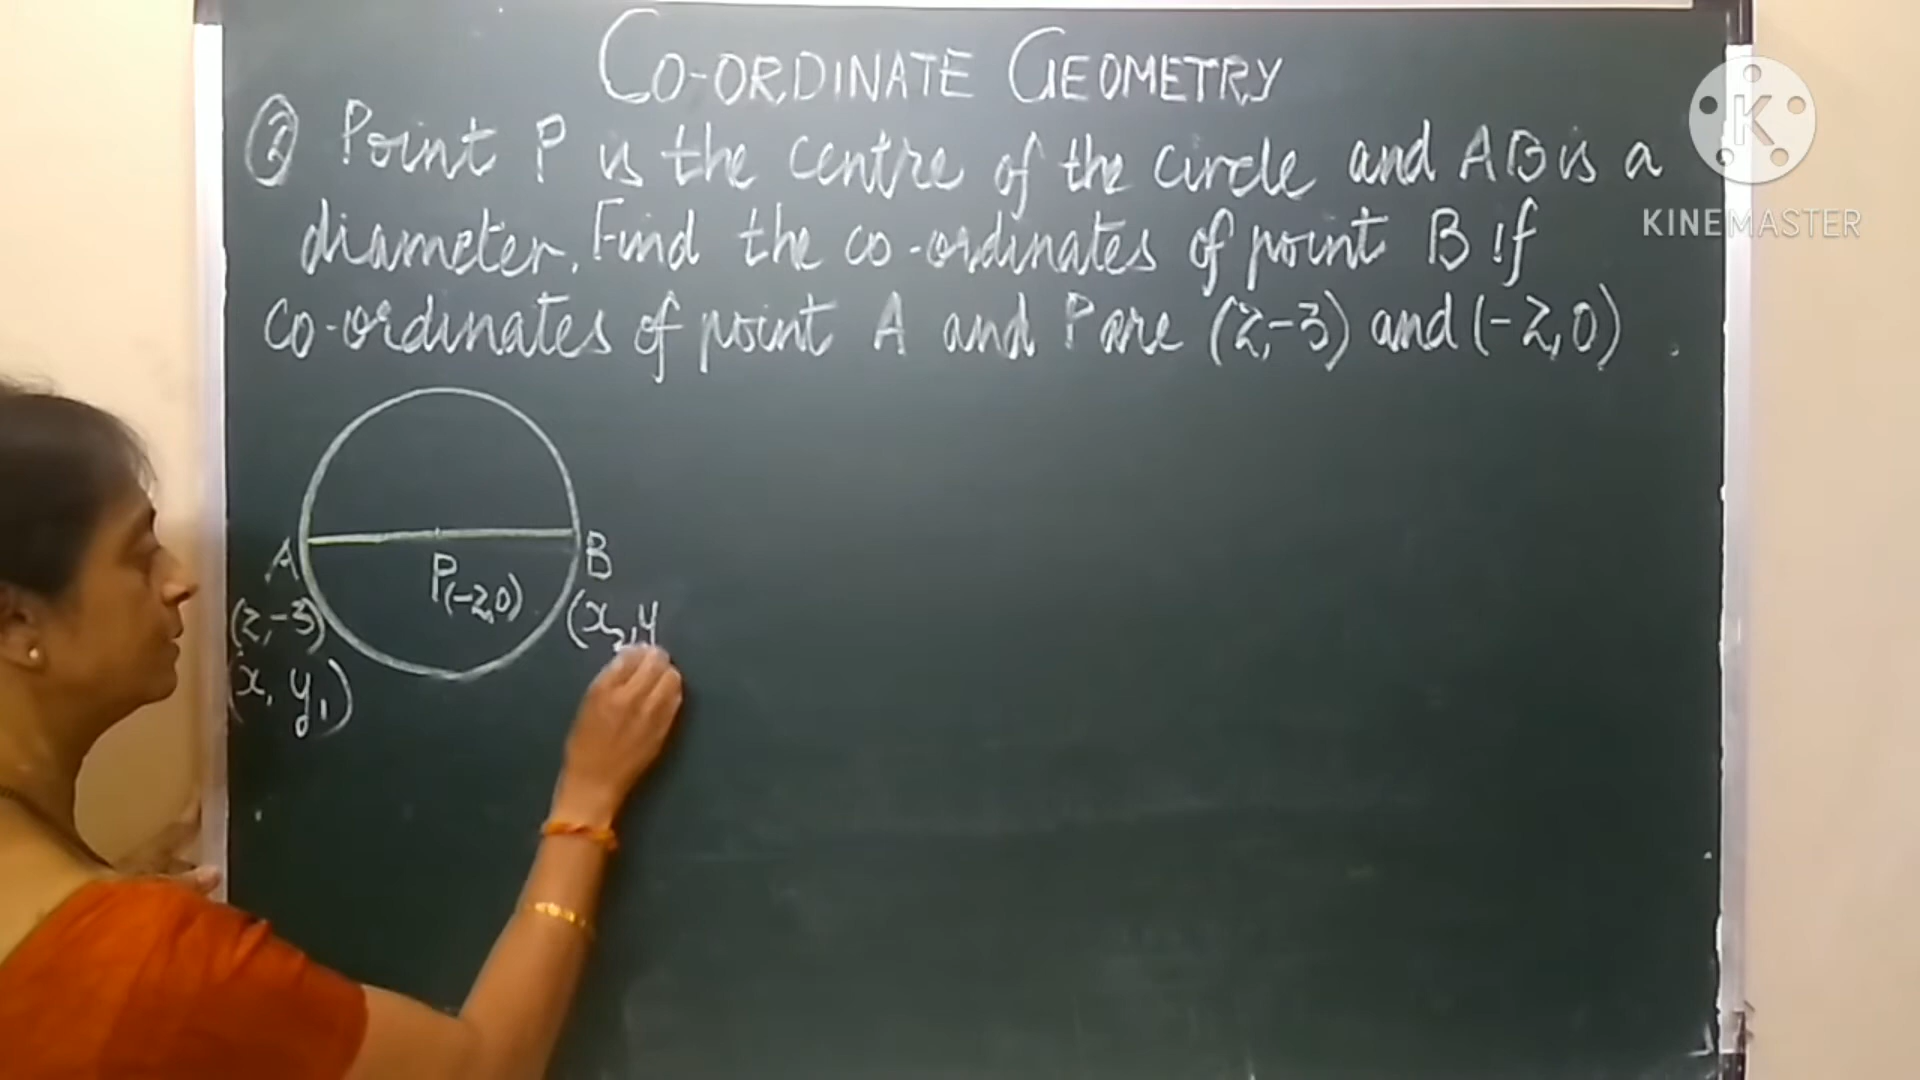 CO-ORDINATE GEOMETRY
② Point P is the centre of the circle and AB is a
diameter. Find the co-ordinates of point B if
co-ordinates of point A and P are (2,-3) and (-2,0)
A
B
P(-2,0)
(2,-3)
(x₂,y
(x, y₁)
K
KINEMASTER